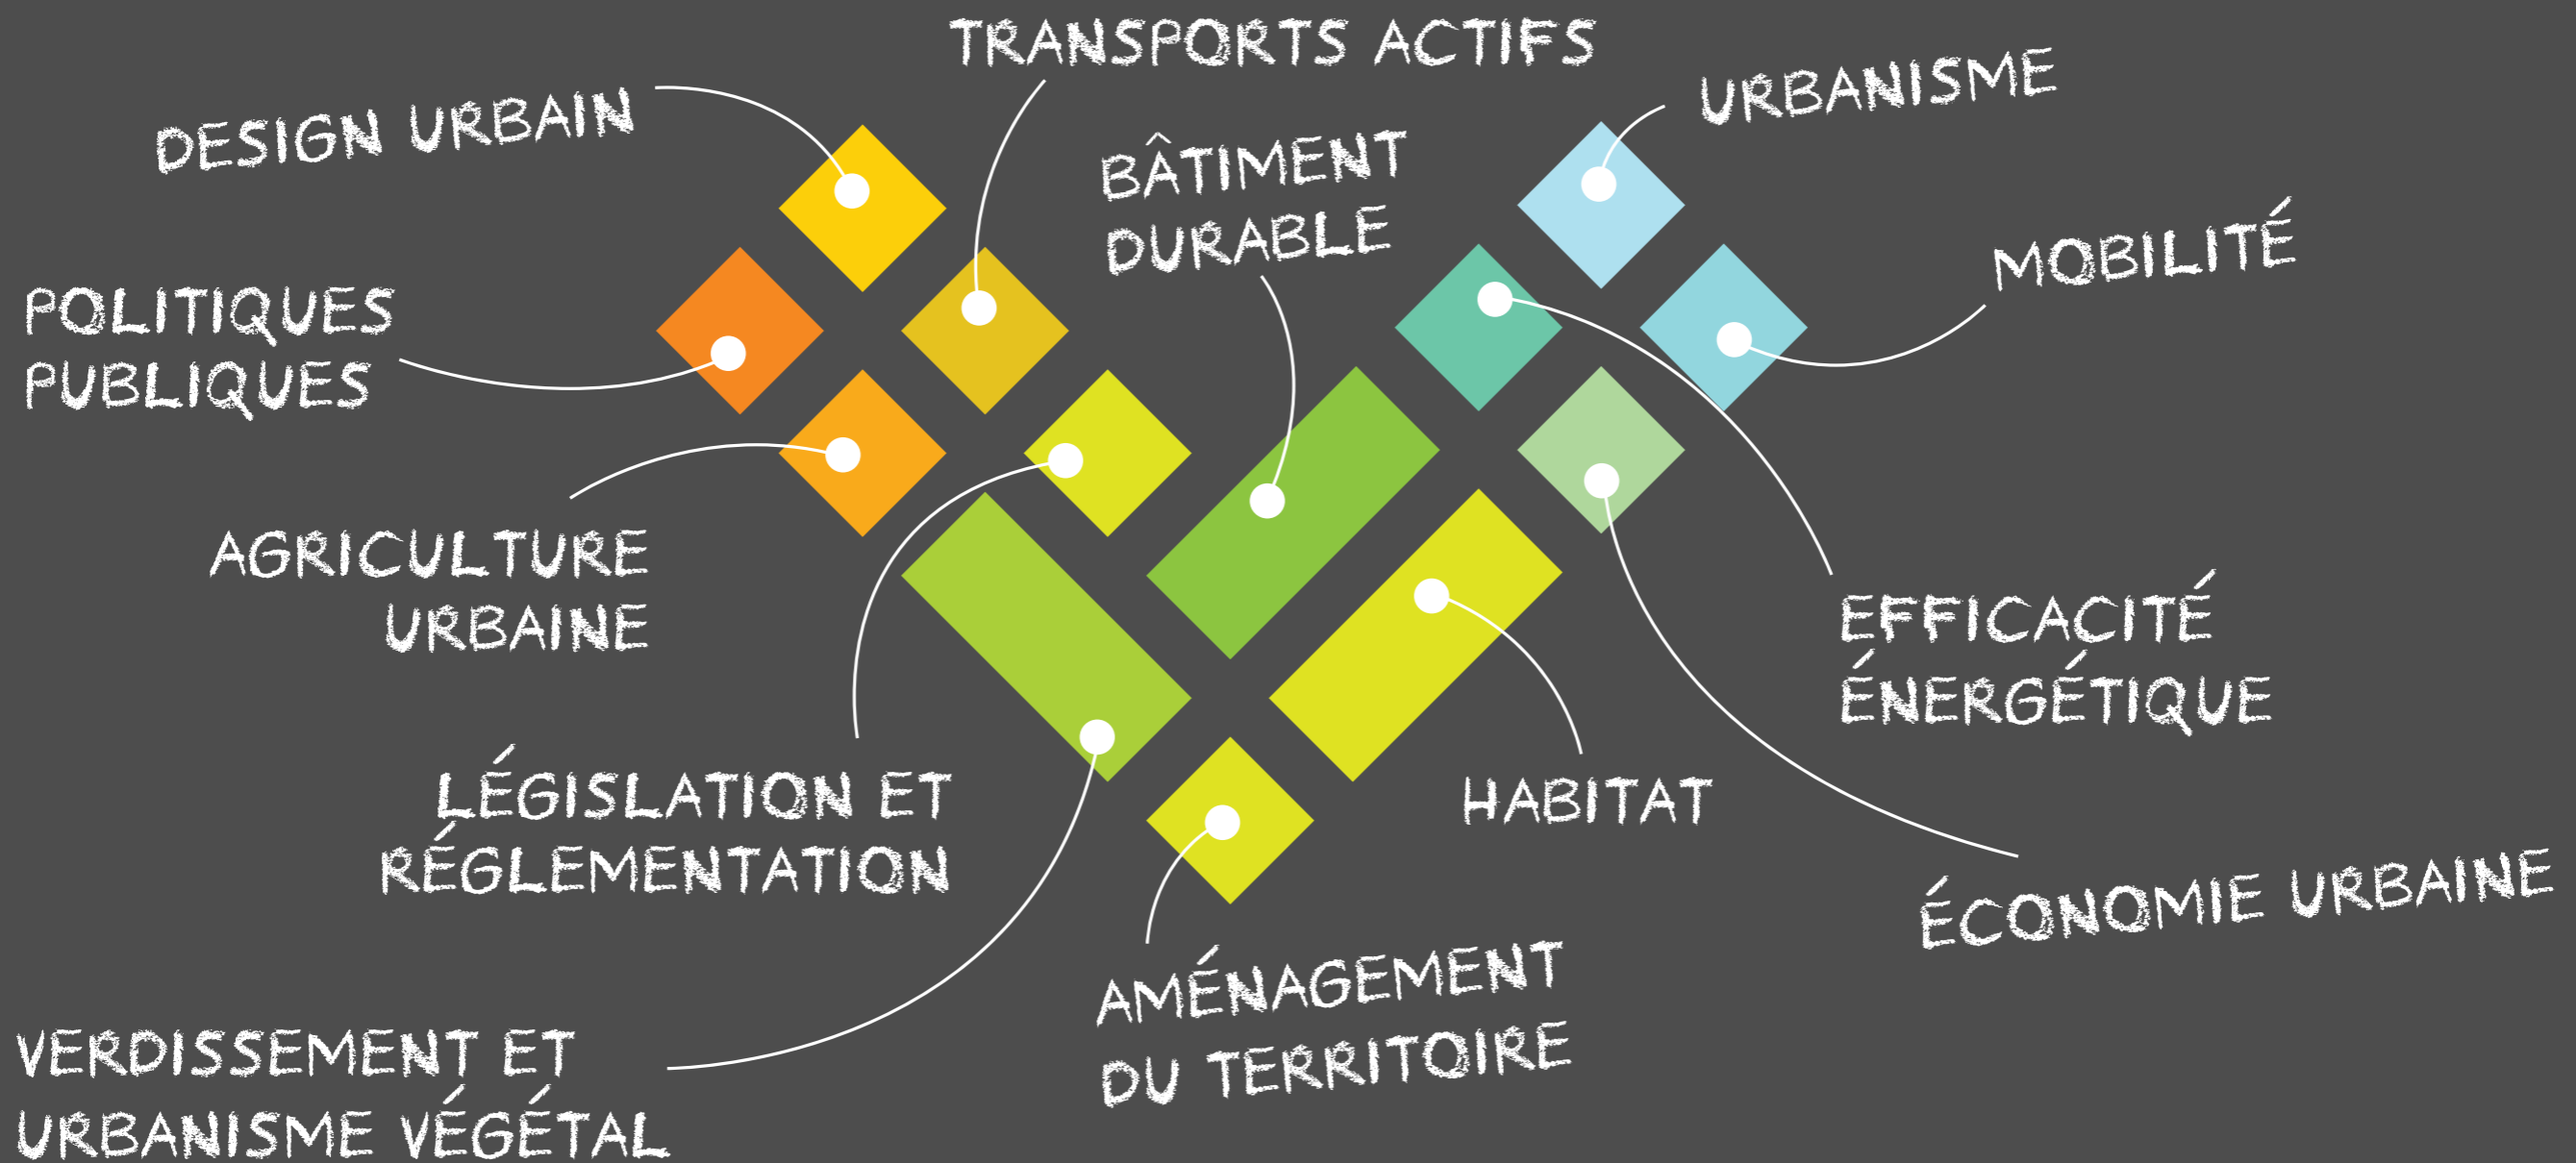 TRANSPORTS ACTIFS
DESIGN URBAIN
URBANISME
BÂTIMENT
DURABLE
MOBILITÉ
POLITIQUES
PUBLIQUES
AGRICULTURE
URBAINE
EFFICACITÉ
ÉNERGÉTIQUE
LÉGISLATION ET
RÉGLEMENTATION
HABITAT
ÉCONOMIE URBAINE
AMÉNAGEMENT
DU TERRITOIRE
VERDISSEMENT ET
URBANISME VÉGÉTAL